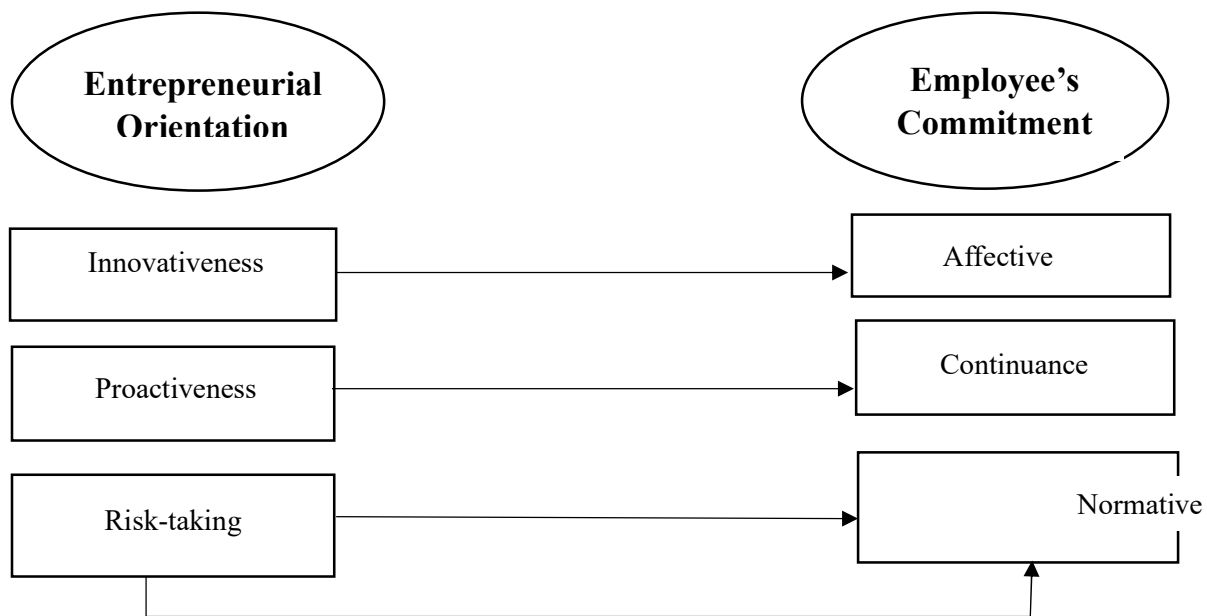 Entrepreneurial
Orientation
Employee’s
Commitment
Innovativeness
Affective
Proactiveness
Continuance
Risk-taking
Normative